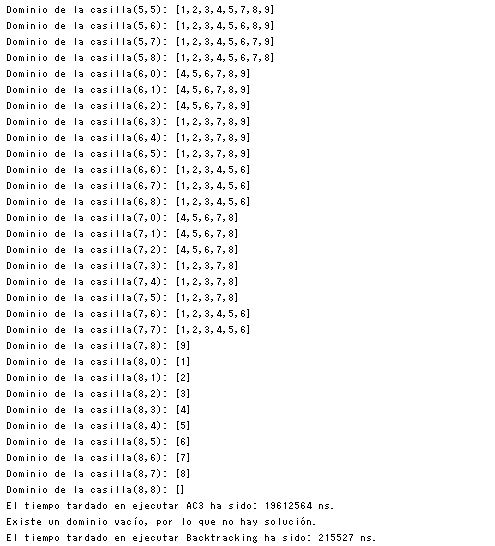 Dominio de la casilla(5,5): [1,2,3,4,5,7,8,9]
Dominio de la casilla(5,6): [1,2,3,4,5,6,8,9]
Dominio de la casilla(5,7): [1,2,3,4,5,6,7,9]
Dominio de la casilla(5,8): [1,2,3,4,5,6,7,8]
Dominio de la casilla(6,0): [4,5,6,7,8,9]
Dominio de la casilla(6,1): [4,5,6,7,8,9]
Dominio de la casilla(6,2): [4,5,6,7,8,9]
Dominio de la casilla(6,3): [1,2,3,7,8,9]
Dominio de la casilla(6,4): [1,2,3,7,8,9]
Dominio de la casilla(6,5): [1,2,3,7,8,9]
Dominio de la casilla(6,6): [1,2,3,4,5,6]
Dominio de la casilla(6,7): [1,2,3,4,5,6]
Dominio de la casilla(6,8): [1,2,3,4,5,6]
Dominio de la casilla(7,0): [4,5,6,7,8]
Dominio de la casilla(7,1): [4,5,6,7,8]
Dominio de la casilla(7,2): [4,5,6,7,8]
Dominio de la casilla(7,3): [1,2,3,7,8]
Dominio de la casilla(7,4): [1,2,3,7,8]
Dominio de la casilla(7,5): [1,2,3,7,8]
Dominio de la casilla(7,6): [1,2,3,4,5,6]
Dominio de la casilla(7,7): [1,2,3,4,5,6]
Dominio de la casilla(7,8): [9]
Dominio de la casilla(8,0): [1]
Dominio de la casilla(8,1): [2]
Dominio de la casilla(8,2): [3]
Dominio de la casilla(8,3): [4]
Dominio de la casilla(8,4): [5]
Dominio de la casilla(8,5): [6]
Dominio de la casilla(8,6): [7]
Dominio de la casilla(8,7): [8]
Dominio de la casilla(8,8): []
El tiempo tardado en ejecutar AC3 ha sido: 19612564 ns.
Existe un dominio vacío, por lo que no hay solución.
El tiempo tardado en ejecutar Backtracking ha sido: 215527 ns.